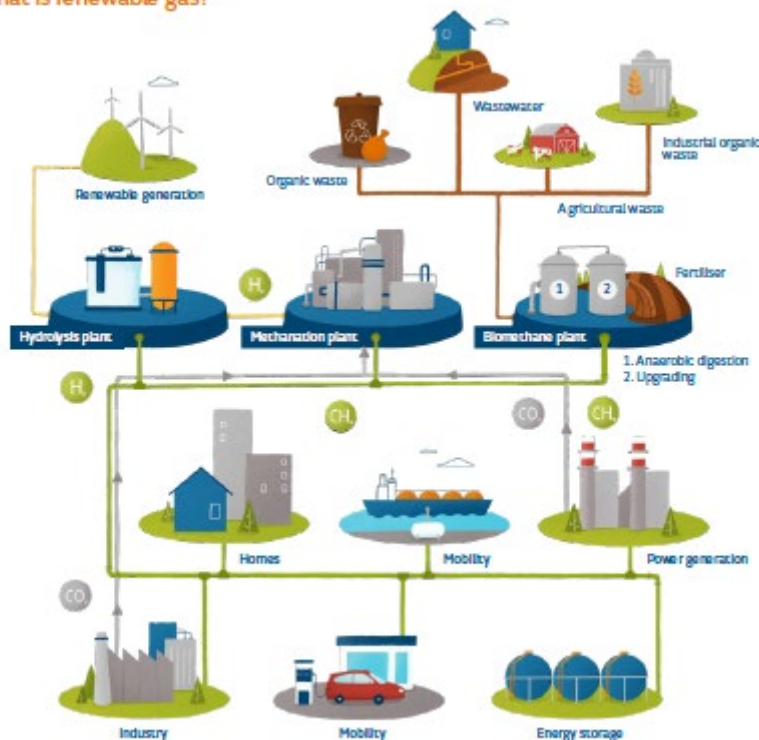 hat is renewable gas?
Wastewater
Industrial organic
waste
Organic waste
Renewable generation
Agricultural waste
Fertiliser
H₂
1
2
Hydrolysis plant
Methanation plant
Biomethane plant
1. Anaerobic digestion
2. Upgrading
H₂
CH₄
CO₂
CH₄
Homes
Mobility
Power generation
CO₂
Industry
Mobility
Energy storage